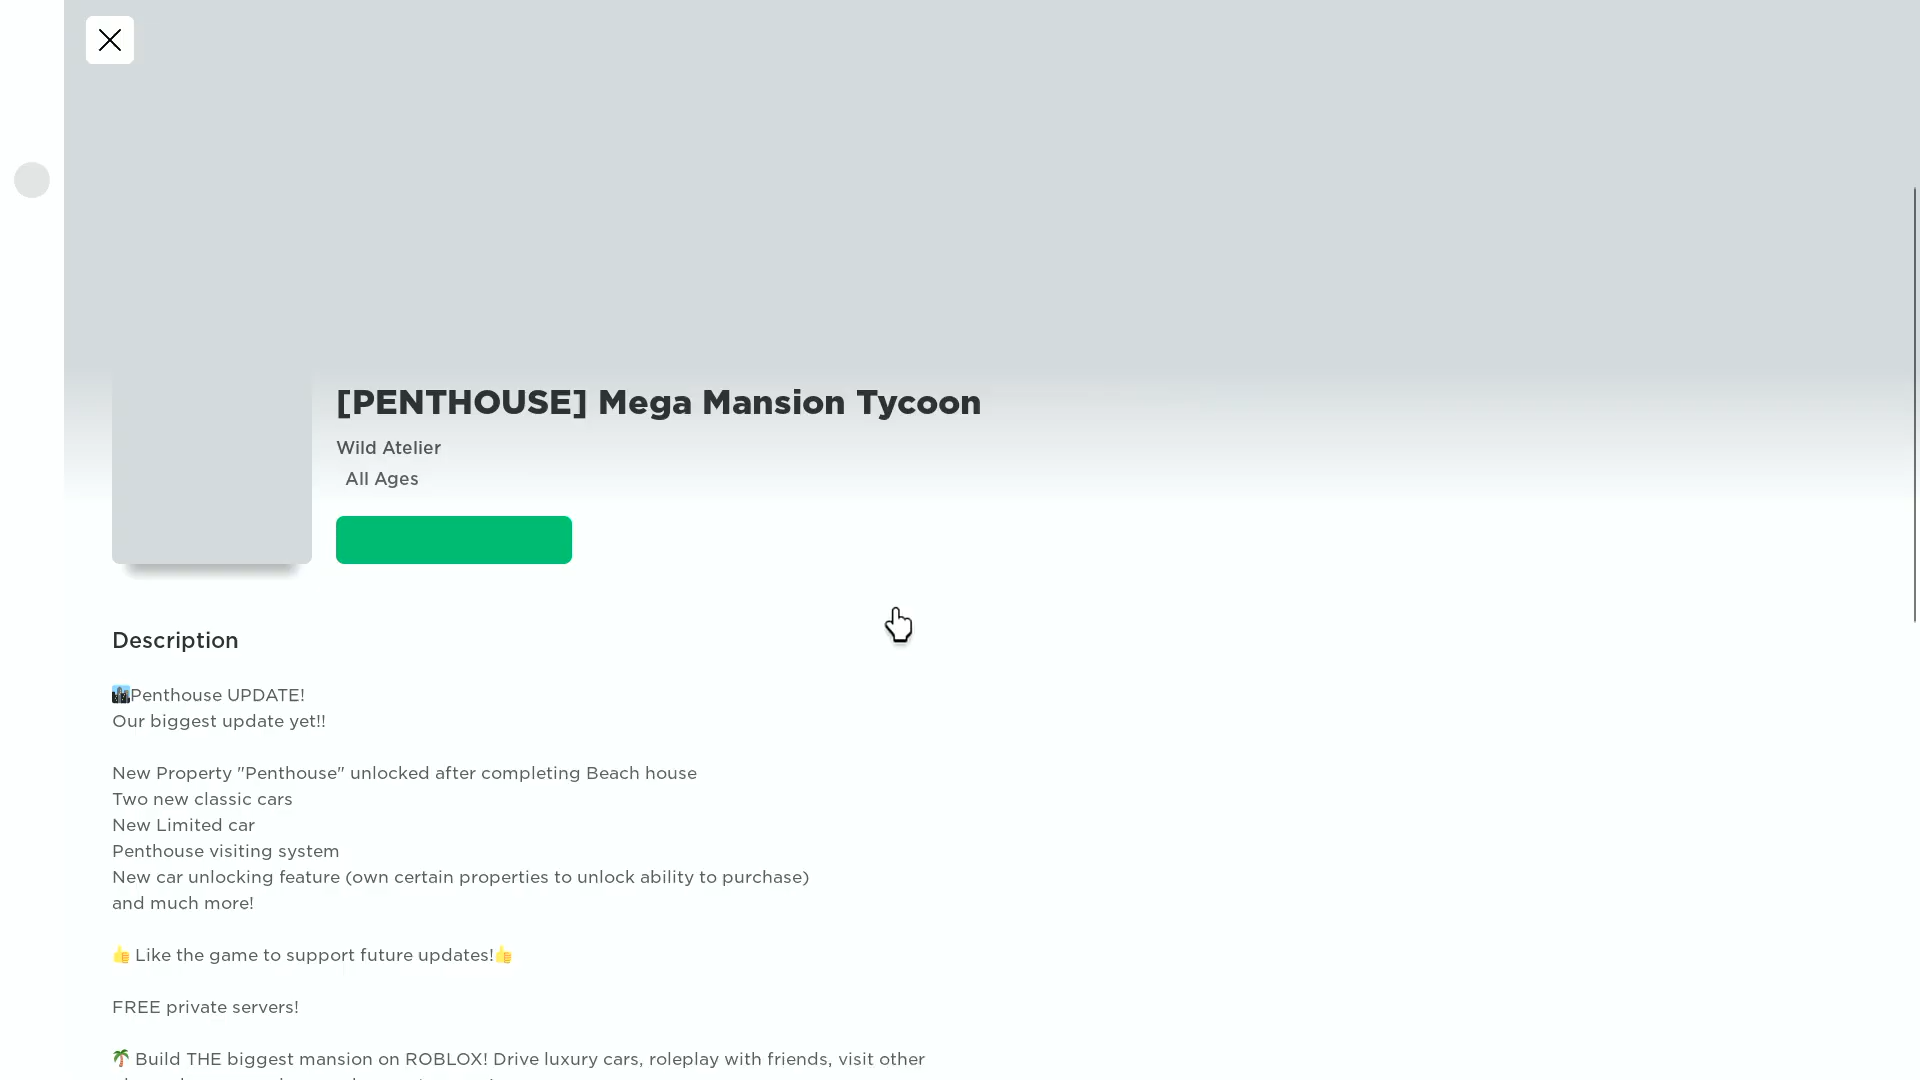 [PENTHOUSE] Mega Mansion Tycoon
Wild Atelier
All Ages
Description
🏙️Penthouse UPDATE!
Our biggest update yet!!
New Property "Penthouse" unlocked after completing Beach house
Two new classic cars
New Limited car
Penthouse visiting system
New car unlocking feature (own certain properties to unlock ability to purchase)
and much more!
👍 Like the game to support future updates!👍
FREE private servers!
🌴 Build THE biggest mansion on ROBLOX! Drive luxury cars, roleplay with friends, visit other